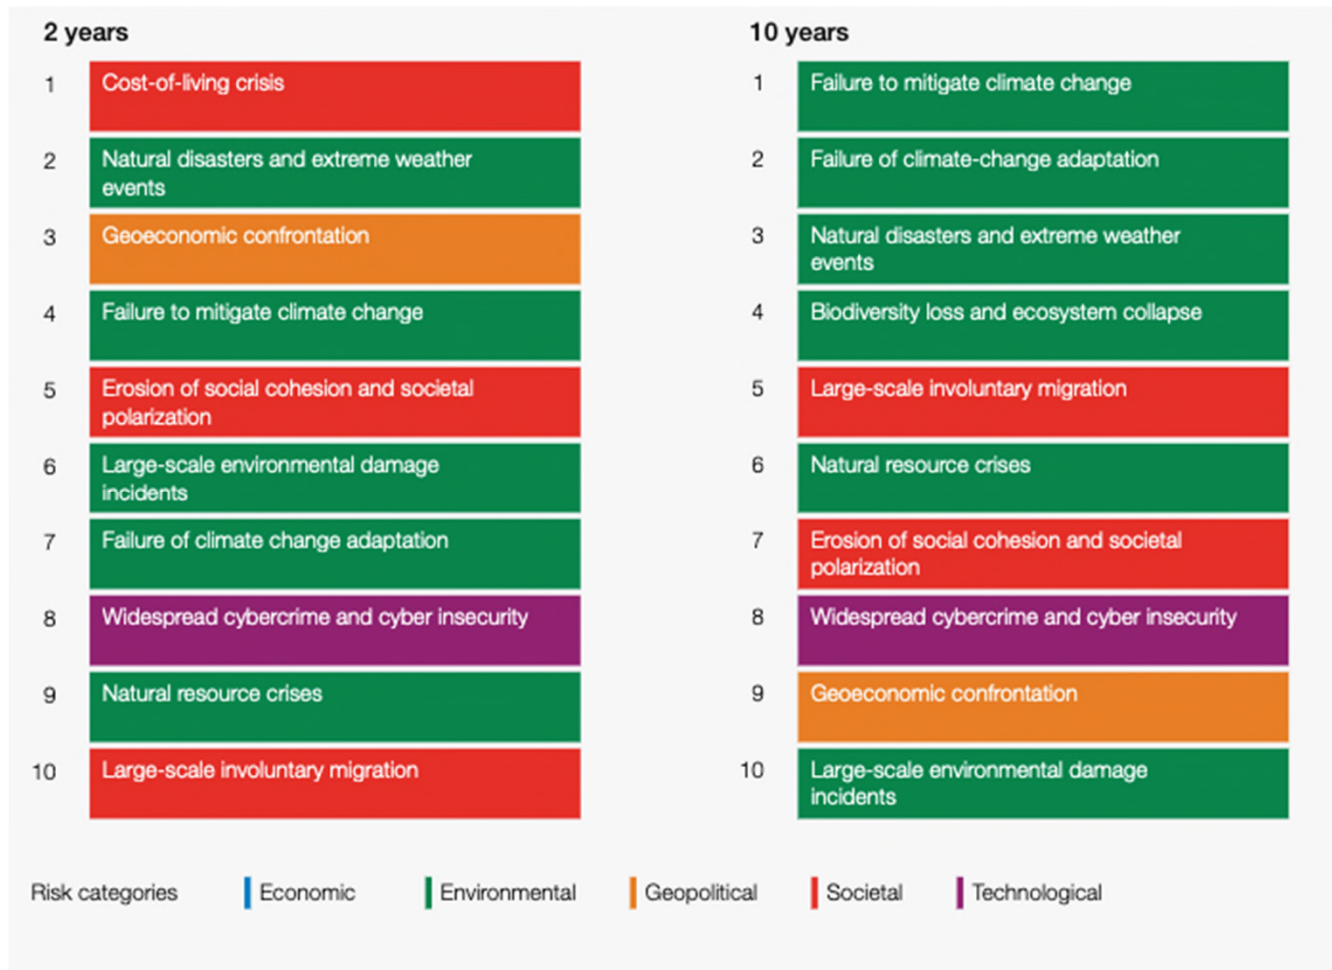 2 years
1
Cost-of-living crisis
2
Natural disasters and extreme weather
events
3
Geoeconomic confrontation
4
Failure to mitigate climate change
5
Erosion of social cohesion and societal
polarization
6
Large-scale environmental damage
incidents
7
Failure of climate change adaptation
8
Widespread cybercrime and cyber insecurity
9
Natural resource crises
10
Large-scale involuntary migration
10 years
1
Failure to mitigate climate change
2
Failure of climate-change adaptation
3
Natural disasters and extreme weather
events
4
Biodiversity loss and ecosystem collapse
5
Large-scale involuntary migration
6
Natural resource crises
7
Erosion of social cohesion and societal
polarization
8
Widespread cybercrime and cyber insecurity
9
Geoeconomic confrontation
10
Large-scale environmental damage
incidents
Risk categories
Economic
Environmental
Geopolitical
Societal
Technological